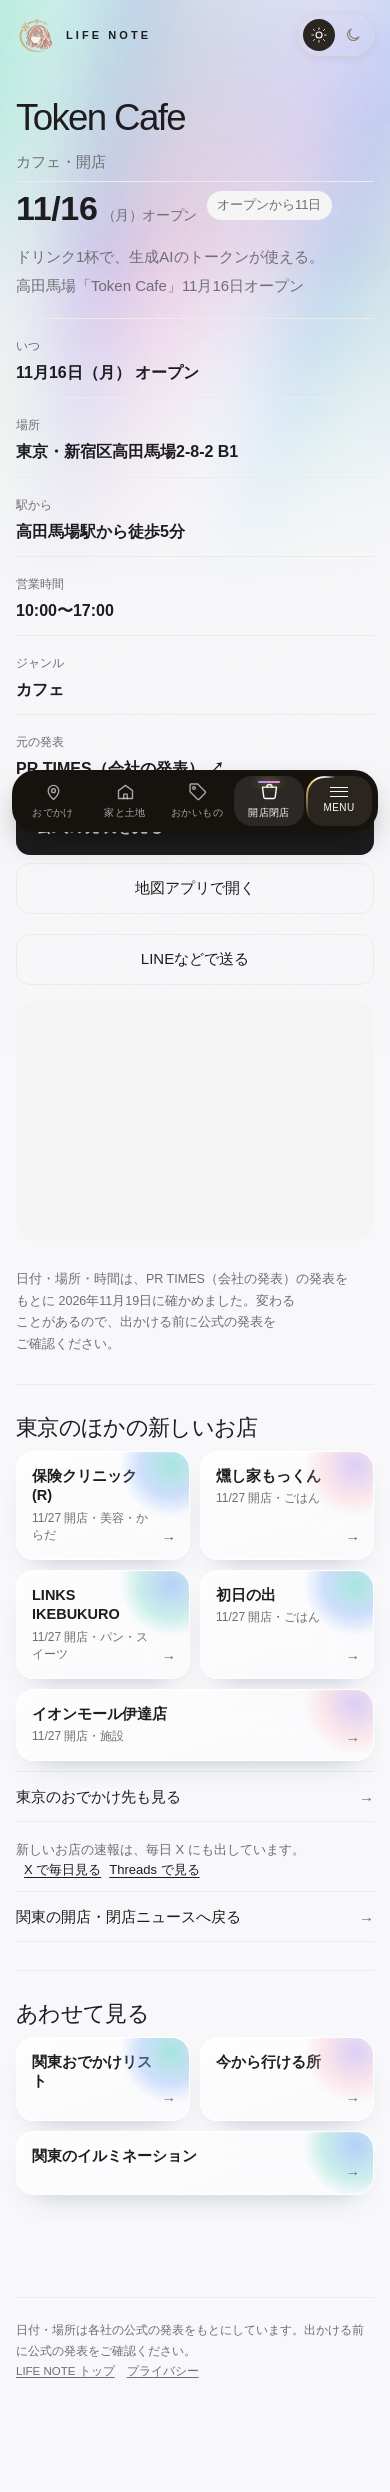 LIFE NOTE
Token Cafe
カフェ・開店
11/16 （月）オープン オープンから11日
ドリンク1杯で、生成AIのトークンが使える。
高田馬場「Token Cafe」11月16日オープン
いつ
11月16日（月） オープン
場所
東京・新宿区高田馬場2-8-2 B1
駅から
高田馬場駅から徒歩5分
営業時間
10:00〜17:00
ジャンル
カフェ
元の発表
PR TIMES（会社の発表） ↗
おでかけ 家と土地 おかいもの 開店閉店 MENU
地図アプリで開く
LINEなどで送る
日付・場所・時間は、PR TIMES（会社の発表）の発表を
もとに 2026年11月19日に確かめました。変わる
ことがあるので、出かける前に公式の発表を
ご確認ください。
東京のほかの新しいお店
保険クリニック
(R)
11/27 開店・美容・か
らだ →
燻し家もっくん
11/27 開店・ごはん
→
LINKS
IKEBUKURO
11/27 開店・パン・ス
イーツ →
初日の出
11/27 開店・ごはん
→
イオンモール伊達店
11/27 開店・施設
→
東京のおでかけ先も見る →
新しいお店の速報は、毎日 X にも出しています。
X で毎日見る Threads で見る
関東の開店・閉店ニュースへ戻る →
あわせて見る
関東おでかけリス
ト
→
今から行ける所
→
関東のイルミネーション
→
日付・場所は各社の公式の発表をもとにしています。出かける前
に公式の発表をご確認ください。
LIFE NOTE トップ プライバシー